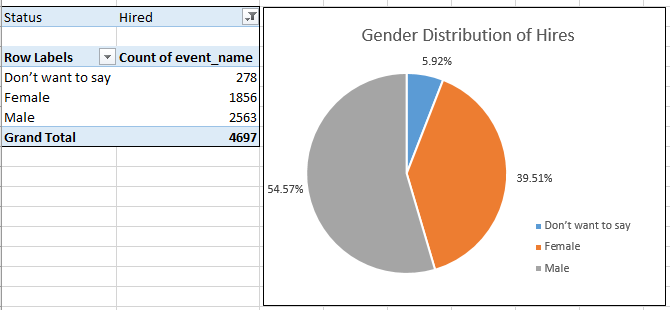 Status Hired
Row Labels Count of event_name
Don't want to say 278
Female 1856
Male 2563
Grand Total 4697
Gender Distribution of Hires
5.92%
39.51%
54.57%
Don't want to say
Female
Male